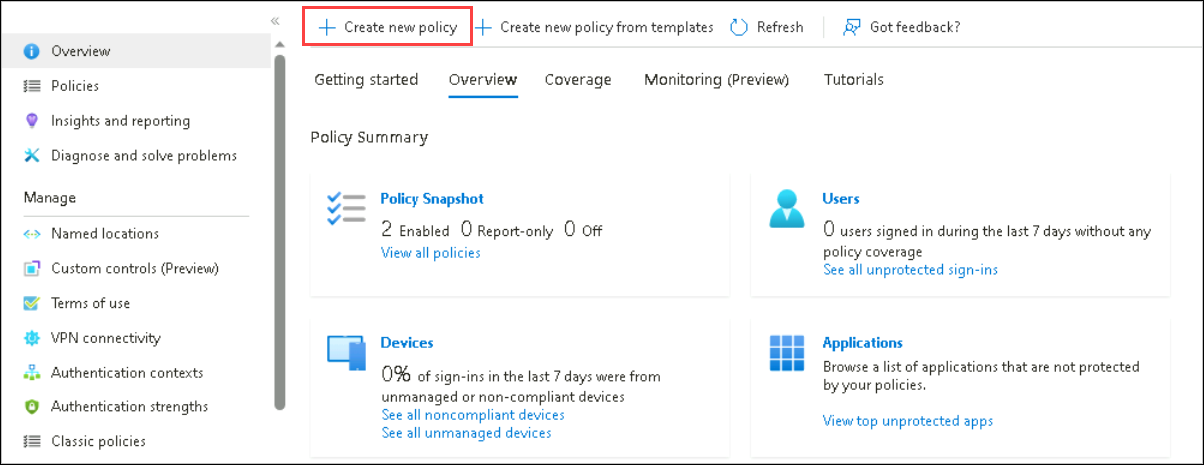 «
Overview
Policies
Insights and reporting
Diagnose and solve problems
Manage
Named locations
Custom controls (Preview)
Terms of use
VPN connectivity
Authentication contexts
Authentication strengths
Classic policies
+ Create new policy + Create new policy from templates Refresh Got feedback?
Getting started Overview Coverage Monitoring (Preview) Tutorials
Policy Summary
Policy Snapshot
2 Enabled 0 Report-only 0 Off
View all policies
Users
0 users signed in during the last 7 days without any
policy coverage
See all unprotected sign-ins
Devices
0% of sign-ins in the last 7 days were from
unmanaged or non-compliant devices
See all noncompliant devices
See all unmanaged devices
Applications
Browse a list of applications that are not protected
by your policies.
View top unprotected apps